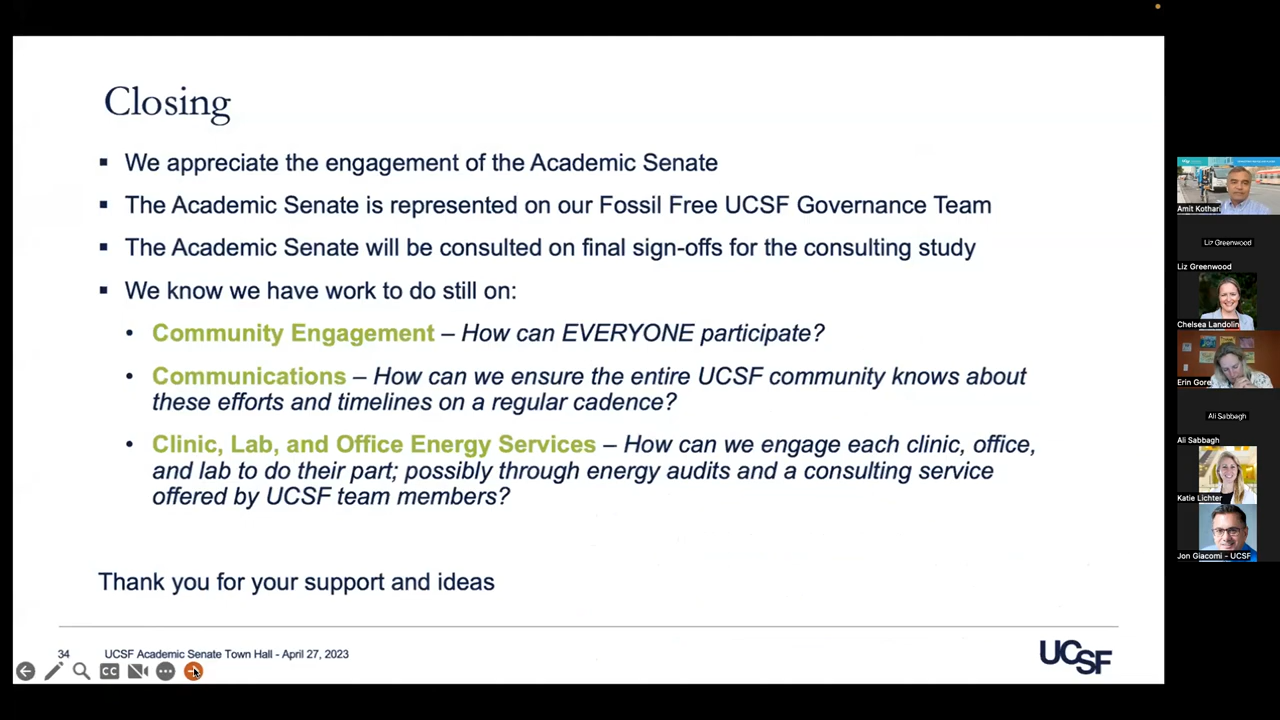 Closing
▪ We appreciate the engagement of the Academic Senate
▪ The Academic Senate is represented on our Fossil Free UCSF Governance Team
▪ The Academic Senate will be consulted on final sign-offs for the consulting study
▪ We know we have work to do still on:
• Community Engagement – How can EVERYONE participate?
• Communications – How can we ensure the entire UCSF community knows about
these efforts and timelines on a regular cadence?
• Clinic, Lab, and Office Energy Services – How can we engage each clinic, office,
and lab to do their part; possibly through energy audits and a consulting service
offered by UCSF team members?
Thank you for your support and ideas
34 UCSF Academic Senate Town Hall - April 27, 2023
UCSF
CC
Amit Kothari
Liz Greenwood
Liz Greenwood
Chelsea Landolin
Erin Gore
Ali Sabbagh
Ali Sabbagh
Katie Lichter
Jon Giacomi - UCSF